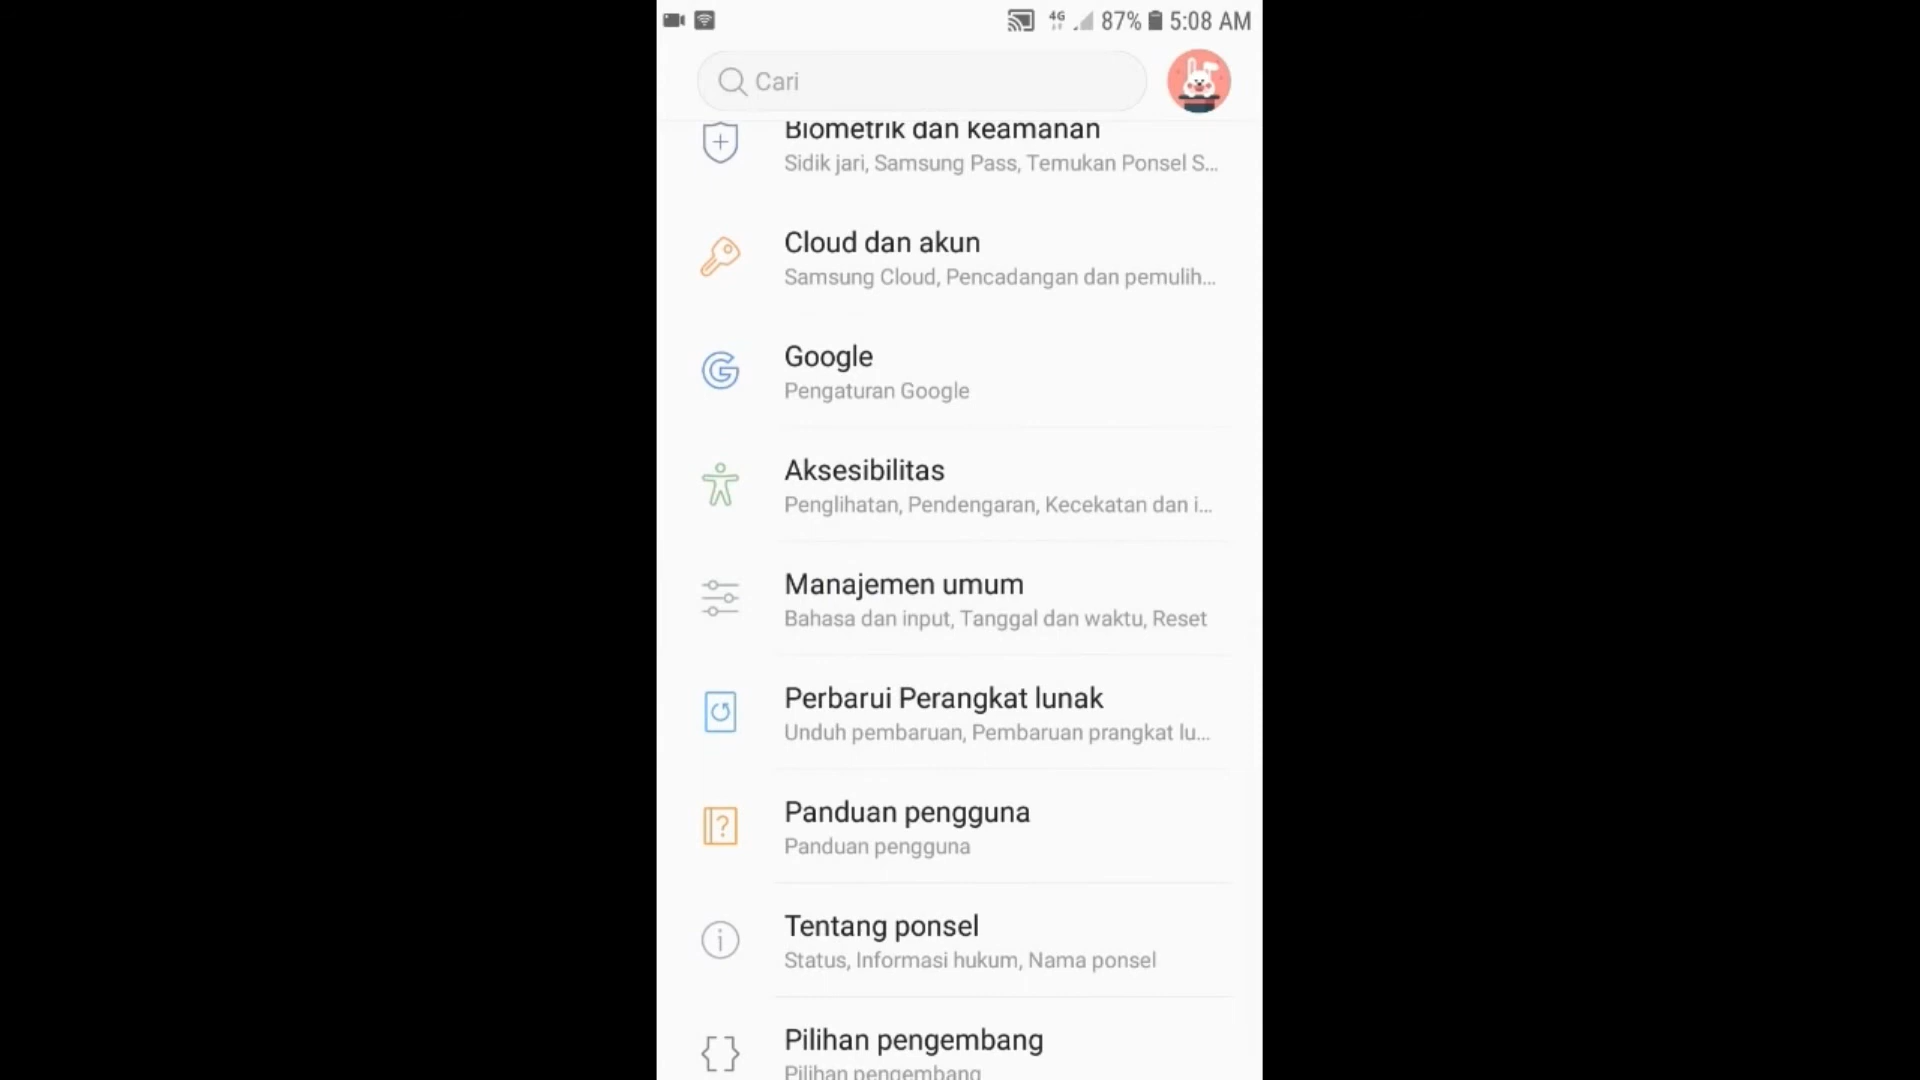 4G 87% 5:08 AM
Cari
Biometrik dan keamanan
Sidik jari, Samsung Pass, Temukan Ponsel S...
Cloud dan akun
Samsung Cloud, Pencadangan dan pemulih...
Google
Pengaturan Google
Aksesibilitas
Penglihatan, Pendengaran, Kecekatan dan i...
Manajemen umum
Bahasa dan input, Tanggal dan waktu, Reset
Perbarui Perangkat lunak
Unduh pembaruan, Pembaruan prangkat lu...
Panduan pengguna
Panduan pengguna
Tentang ponsel
Status, Informasi hukum, Nama ponsel
Pilihan pengembang
Pilihan pengembang